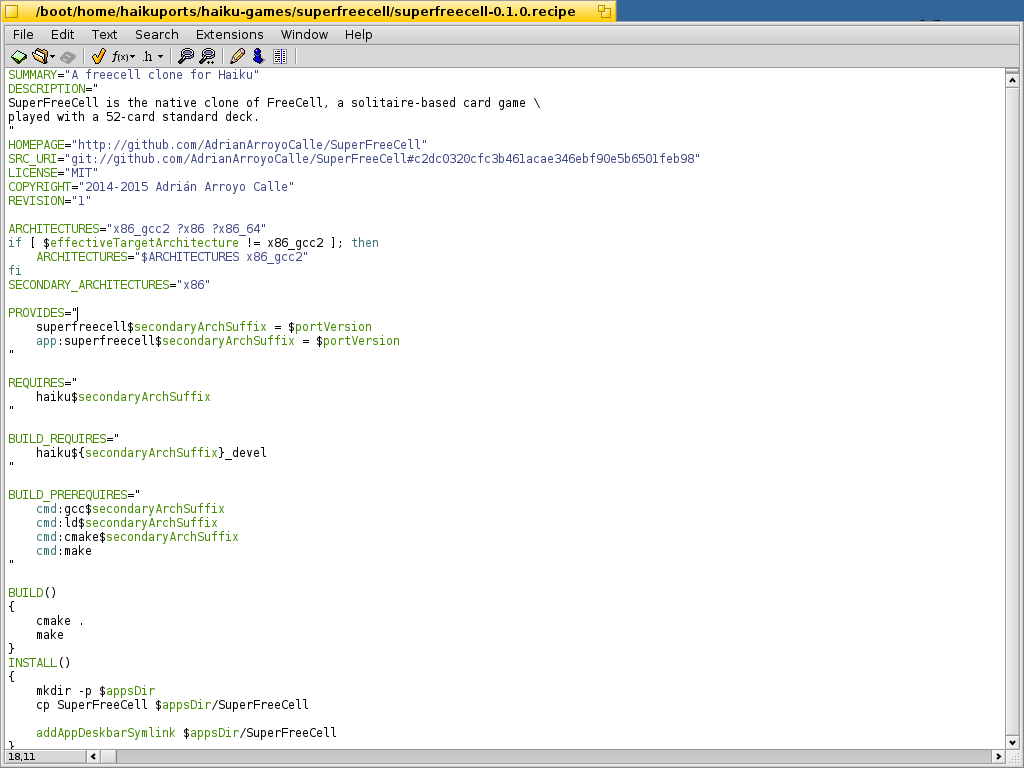 /boot/home/haikuports/haiku-games/superfreecell/superfreecell-0.1.0.recipe
File Edit Text Search Extensions Window Help
f(x) .h
SUMMARY="A freecell clone for Haiku"
DESCRIPTION="
SuperFreeCell is the native clone of FreeCell, a solitaire-based card game \
played with a 52-card standard deck.
"
HOMEPAGE="http://github.com/AdrianArroyoCalle/SuperFreeCell"
SRC_URI="git://github.com/AdrianArroyoCalle/SuperFreeCell#c2dc0320cfc3b461acae346ebf90e5b6501feb98"
LICENSE="MIT"
COPYRIGHT="2014-2015 Adrián Arroyo Calle"
REVISION="1"

ARCHITECTURES="x86_gcc2 ?x86 ?x86_64"
if [ $effectiveTargetArchitecture != x86_gcc2 ]; then
    ARCHITECTURES="$ARCHITECTURES x86_gcc2"
fi
SECONDARY_ARCHITECTURES="x86"

PROVIDES="
    superfreecell$secondaryArchSuffix = $portVersion
    app:superfreecell$secondaryArchSuffix = $portVersion
"

REQUIRES="
    haiku$secondaryArchSuffix
"

BUILD_REQUIRES="
    haiku${secondaryArchSuffix}_devel
"

BUILD_PREREQUIRES="
    cmd:gcc$secondaryArchSuffix
    cmd:ld$secondaryArchSuffix
    cmd:cmake$secondaryArchSuffix
    cmd:make
"

BUILD()
{
    cmake .
    make
}
INSTALL()
{
    mkdir -p $appsDir
    cp SuperFreeCell $appsDir/SuperFreeCell

    addAppDeskbarSymlink $appsDir/SuperFreeCell
}
18,11